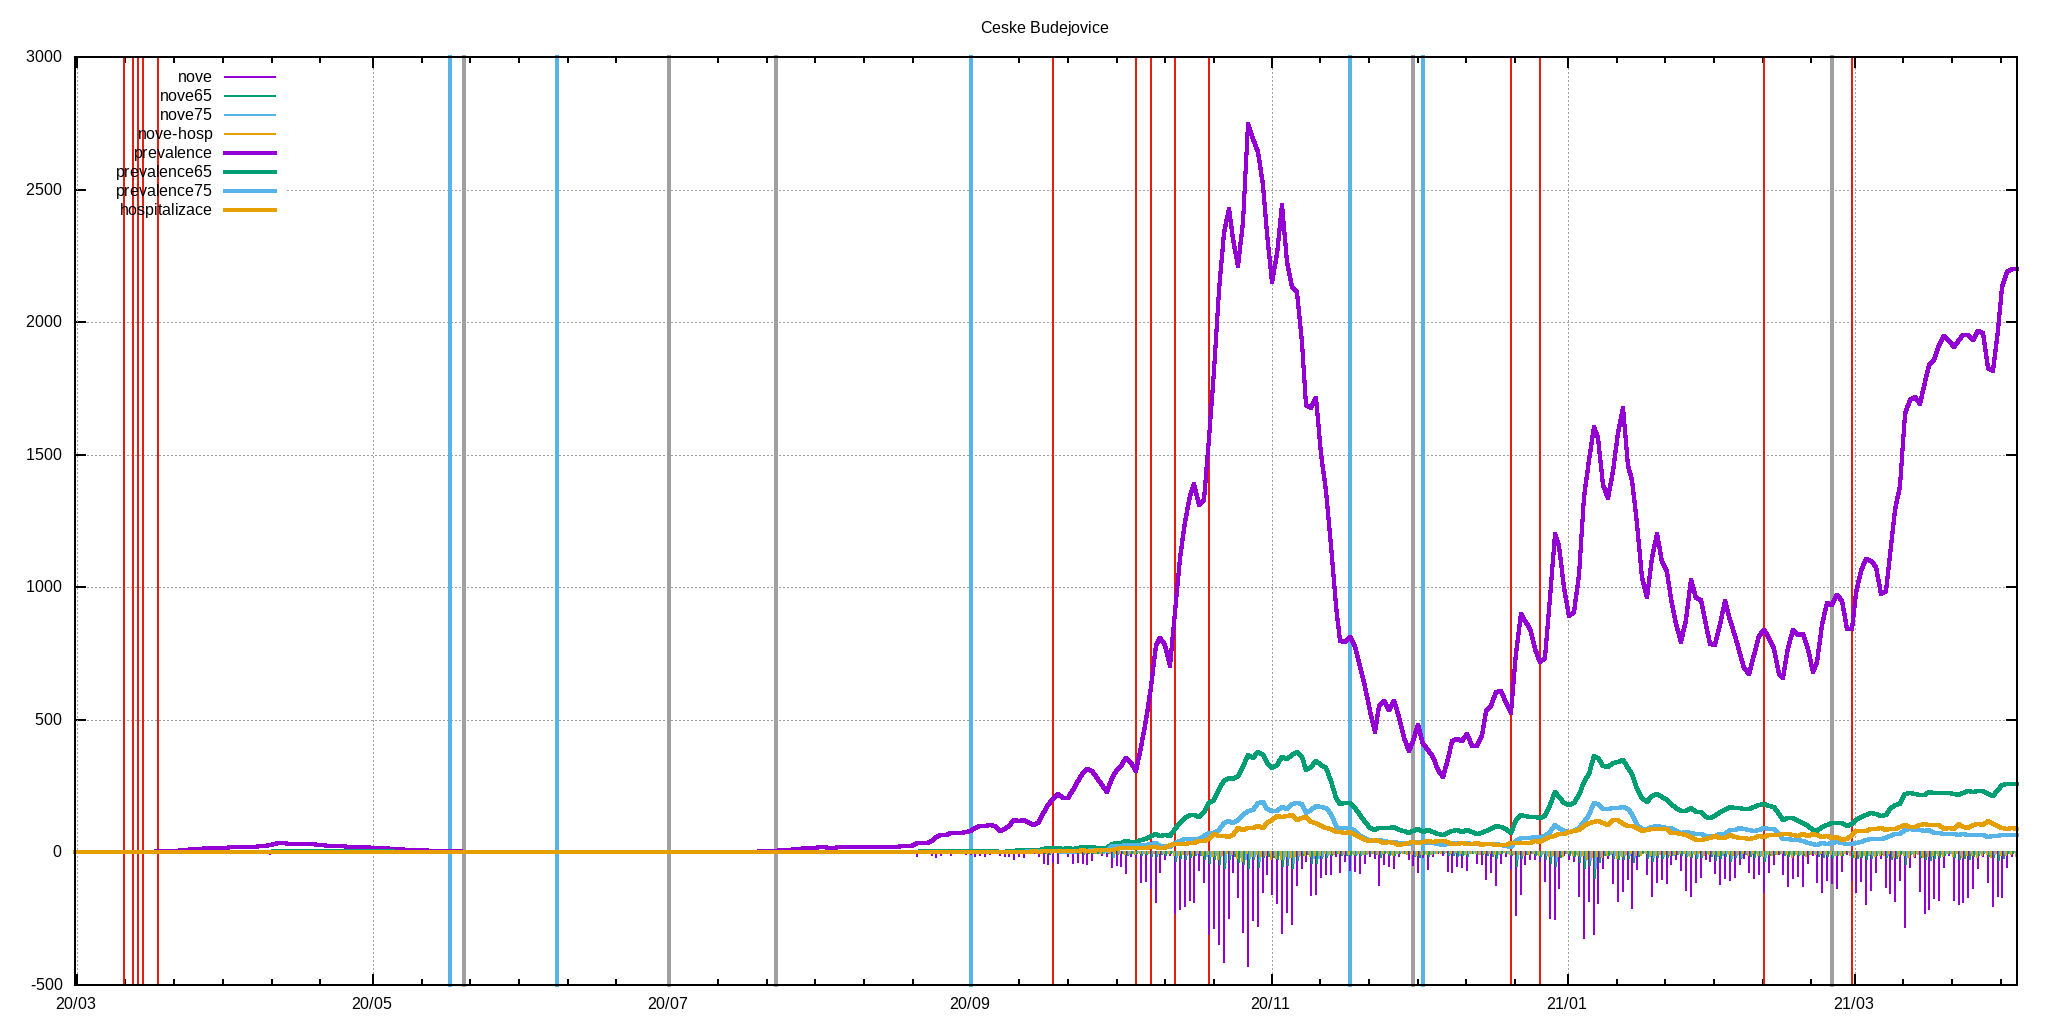 Ceske Budejovice
3000
2500
2000
1500
1000
500
0
-500
nove
nove65
nove75
nove-hosp
prevalence
prevalence65
prevalence75
hospitalizace
20/03
20/05
20/07
20/09
20/11
21/01
21/03